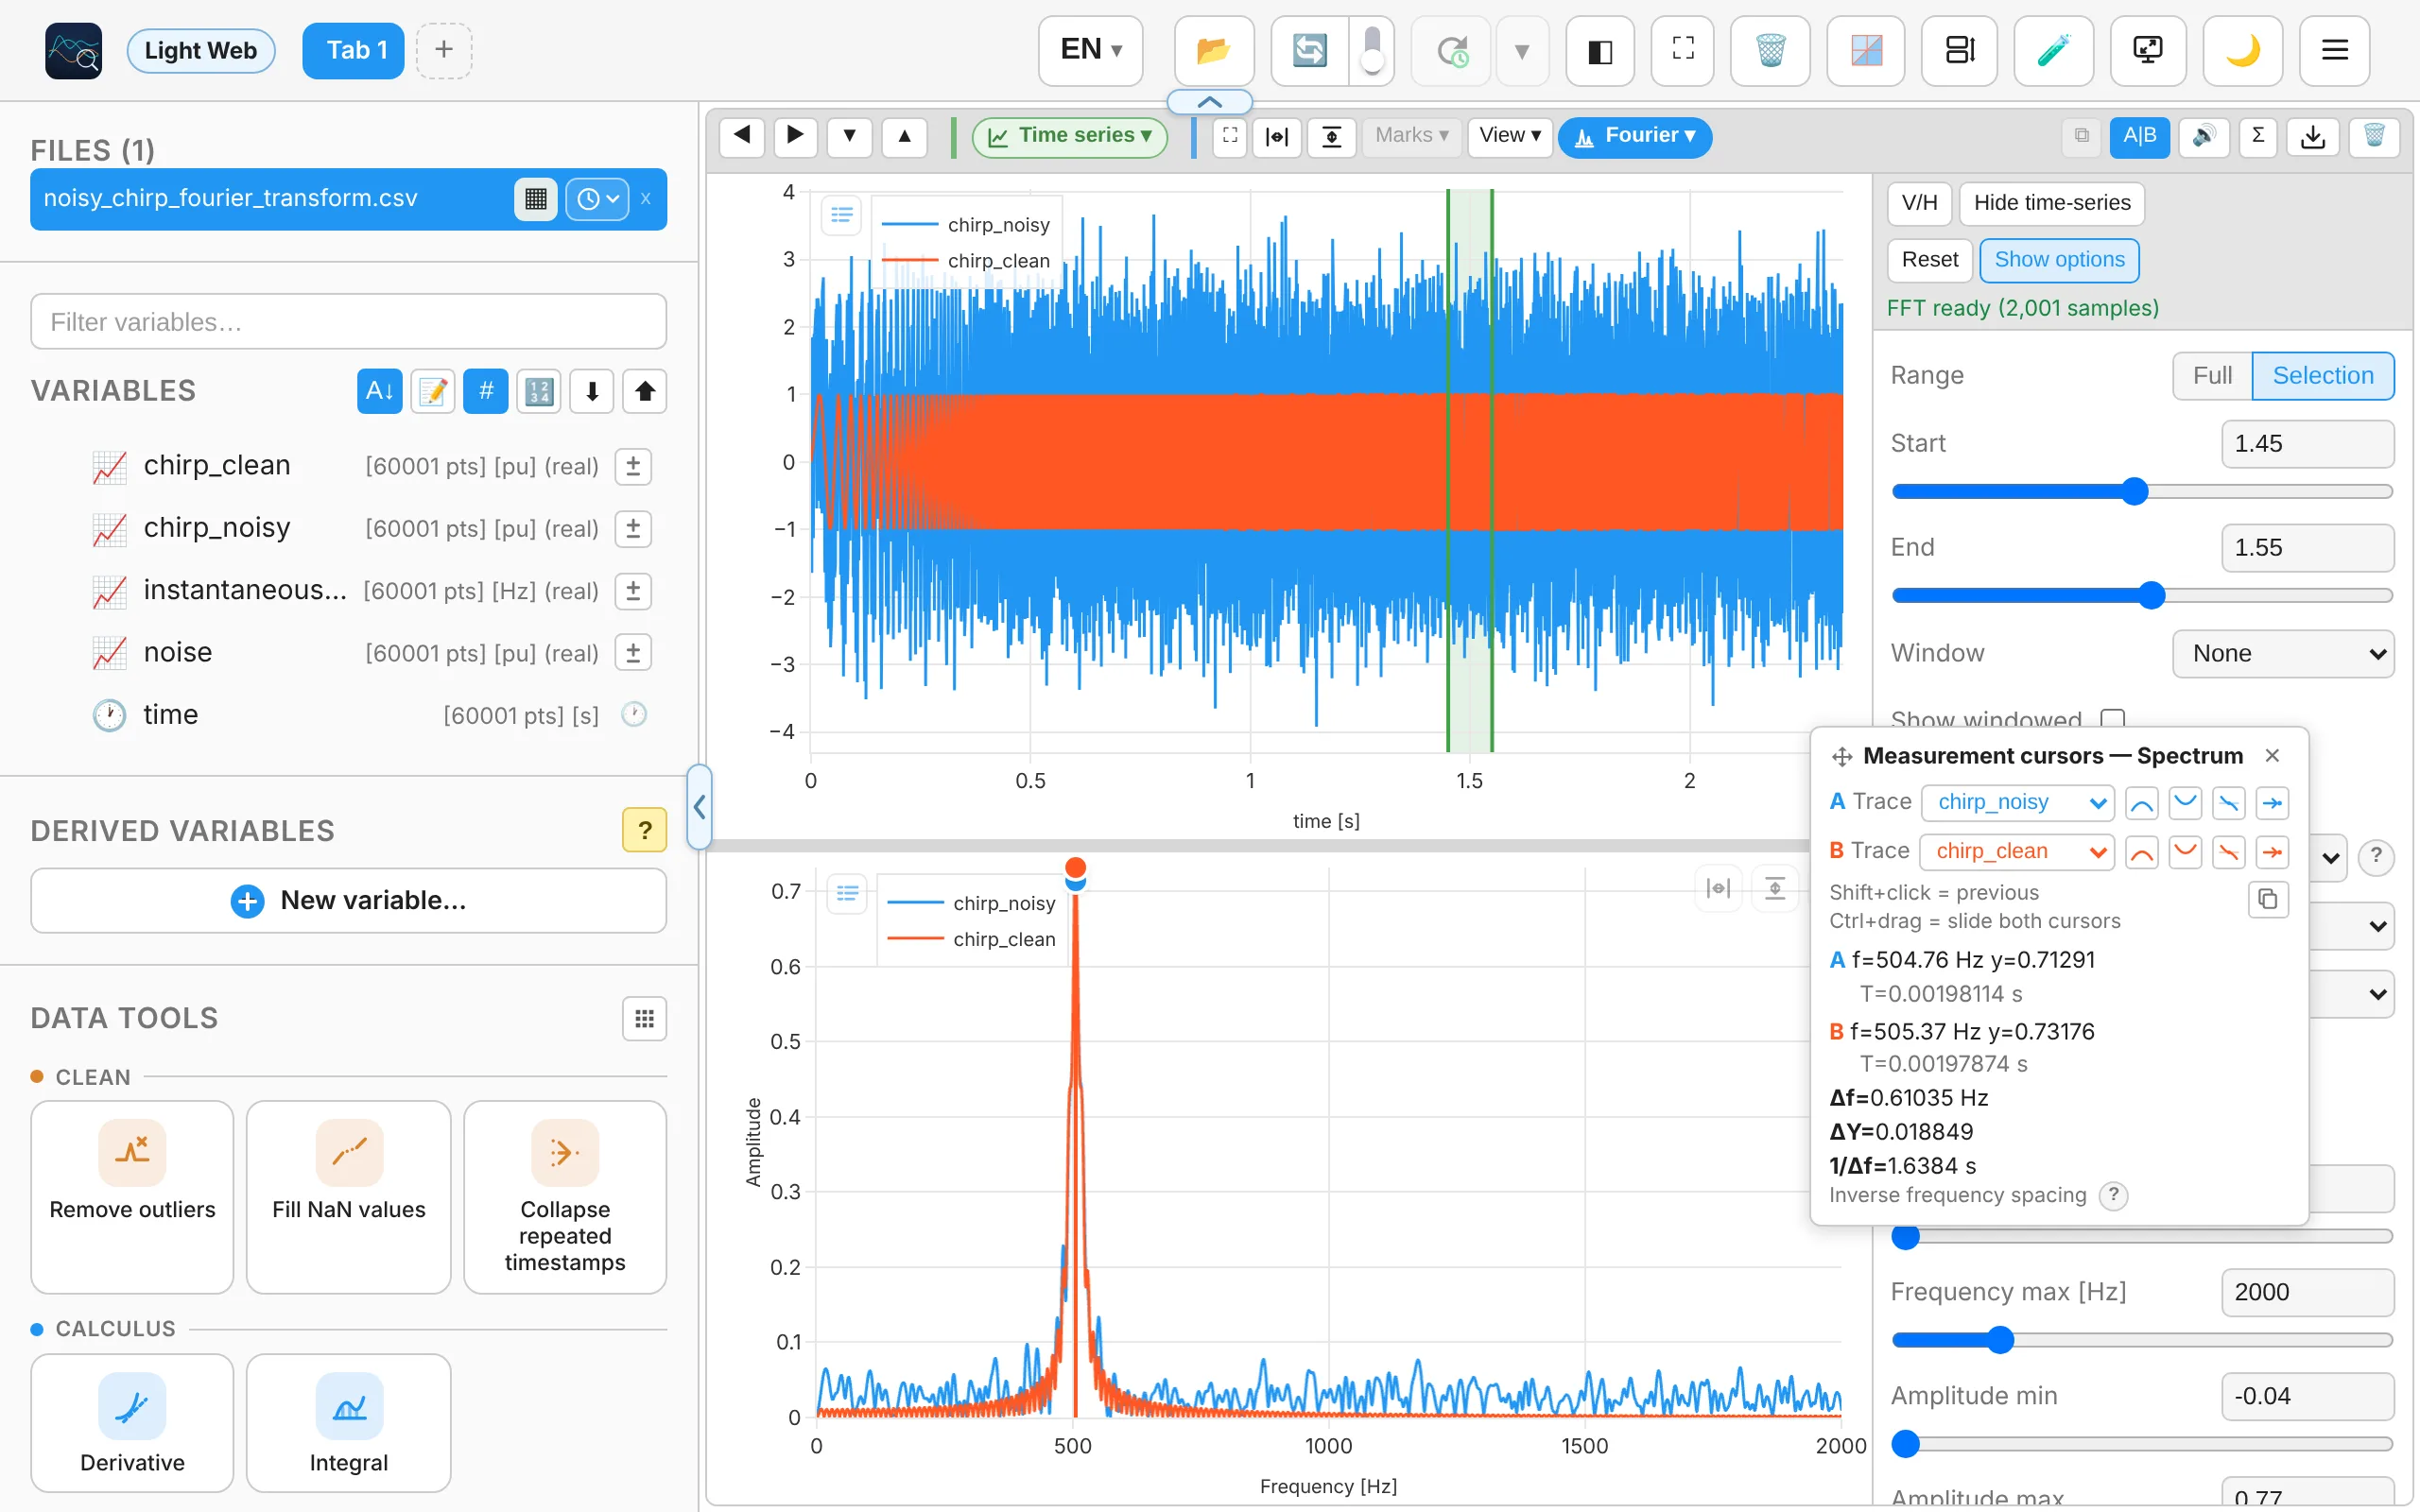 Light Web
Tab 1
+
EN ▾
FILES (1)
noisy_chirp_fourier_transform.csv
x
Filter variables…
VARIABLES
A↓
#
chirp_clean [60001 pts] [pu] (real) ±
chirp_noisy [60001 pts] [pu] (real) ±
instantaneous… [60001 pts] [Hz] (real) ±
noise [60001 pts] [pu] (real) ±
time [60001 pts] [s]
DERIVED VARIABLES ?
New variable…
DATA TOOLS
CLEAN
Remove outliers
Fill NaN values
Collapse
repeated
timestamps
CALCULUS
Derivative
Integral
Time series ▾
Marks ▾
View ▾
Fourier ▾
A|B
Σ
chirp_noisy
chirp_clean
4
3
2
1
0
−1
−2
−3
−4
0 0.5 1 1.5 2
time [s]
chirp_noisy
chirp_clean
0.7
0.6
0.5
0.4
0.3
0.2
0.1
0
Amplitude
0 500 1000 1500 2000
Frequency [Hz]
V/H
Hide time-series
Reset
Show options
FFT ready (2,001 samples)
Range Full Selection
Start 1.45
End 1.55
Window None
Show windowed
?
Measurement cursors — Spectrum ×
A Trace chirp_noisy
B Trace chirp_clean
Shift+click = previous
Ctrl+drag = slide both cursors
A f=504.76 Hz y=0.71291
T=0.00198114 s
B f=505.37 Hz y=0.73176
T=0.00197874 s
Δf=0.61035 Hz
ΔY=0.018849
1/Δf=1.6384 s
Inverse frequency spacing ?
Frequency max [Hz] 2000
Amplitude min -0.04
Amplitude max 0.77